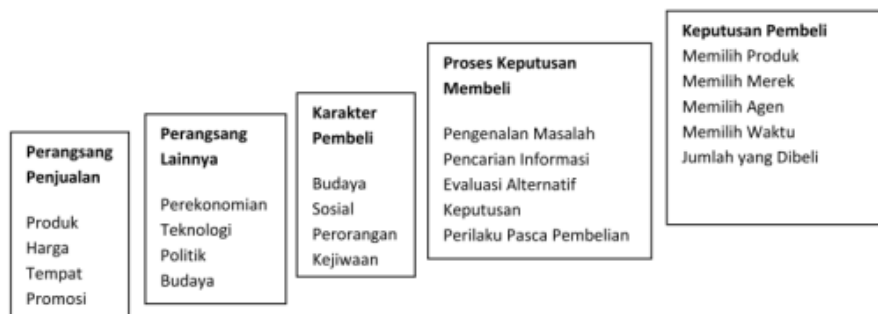 Perangsang
Penjualan
Produk
Harga
Tempat
Promosi
Perangsang
Lainnya
Perekonomian
Teknologi
Politik
Budaya
Karakter
Pembeli
Budaya
Sosial
Perorangan
Kejiwaan
Proses Keputusan
Membeli
Pengenalan Masalah
Pencarian Informasi
Evaluasi Alternatif
Keputusan
Perilaku Pasca Pembelian
Keputusan Pembeli
Memilih Produk
Memilih Merek
Memilih Agen
Memilih Waktu
Jumlah yang Dibeli